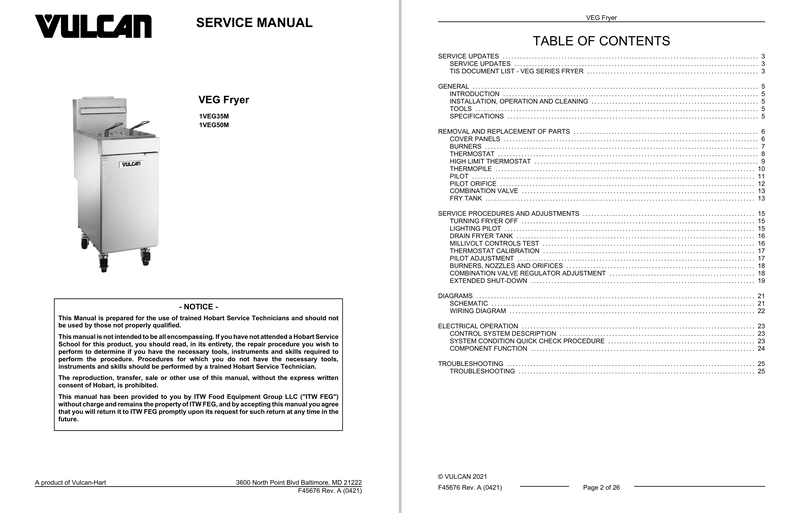 VULCAN
SERVICE MANUAL
VEG Fryer
1VEG35M
1VEG50M
VULCAN
- NOTICE -
This Manual is prepared for the use of trained Hobart Service Technicians and should not
be used by those not properly qualified.
This manual is not intended to be all encompassing. If you have not attended a Hobart Service
School for this product, you should read, in its entirety, the repair procedure you wish to
perform to determine if you have the necessary tools, instruments and skills required to
perform the procedure. Procedures for which you do not have the necessary tools,
instruments and skills should be performed by a trained Hobart Service Technician.
The reproduction, transfer, sale or other use of this manual, without the express written
consent of Hobart, is prohibited.
This manual has been provided to you by ITW Food Equipment Group LLC ("ITW FEG")
without charge and remains the property of ITW FEG, and by accepting this manual you agree
that you will return it to ITW FEG promptly upon its request for such return at any time in the
future.
A product of Vulcan-Hart 3600 North Point Blvd Baltimore, MD 21222
F45676 Rev. A (0421)
VEG Fryer
TABLE OF CONTENTS
SERVICE UPDATES 3
SERVICE UPDATES 3
TIS DOCUMENT LIST - VEG SERIES FRYER 3
GENERAL 5
INTRODUCTION 5
INSTALLATION, OPERATION AND CLEANING 5
TOOLS 5
SPECIFICATIONS 5
REMOVAL AND REPLACEMENT OF PARTS 6
COVER PANELS 6
BURNERS 7
THERMOSTAT 8
HIGH LIMIT THERMOSTAT 9
THERMOPILE 10
PILOT 11
PILOT ORIFICE 12
COMBINATION VALVE 13
FRY TANK 13
SERVICE PROCEDURES AND ADJUSTMENTS 15
TURNING FRYER OFF 15
LIGHTING PILOT 15
DRAIN FRYER TANK 16
MILLIVOLT CONTROLS TEST 16
THERMOSTAT CALIBRATION 17
PILOT ADJUSTMENT 17
BURNERS, NOZZLES AND ORIFICES 18
COMBINATION VALVE REGULATOR ADJUSTMENT 18
EXTENDED SHUT-DOWN 19
DIAGRAMS 21
SCHEMATIC 21
WIRING DIAGRAM 22
ELECTRICAL OPERATION 23
CONTROL SYSTEM DESCRIPTION 23
SYSTEM CONDITION QUICK CHECK PROCEDURE 23
COMPONENT FUNCTION 24
TROUBLESHOOTING 25
TROUBLESHOOTING 25
© VULCAN 2021
F45676 Rev. A (0421) Page 2 of 26